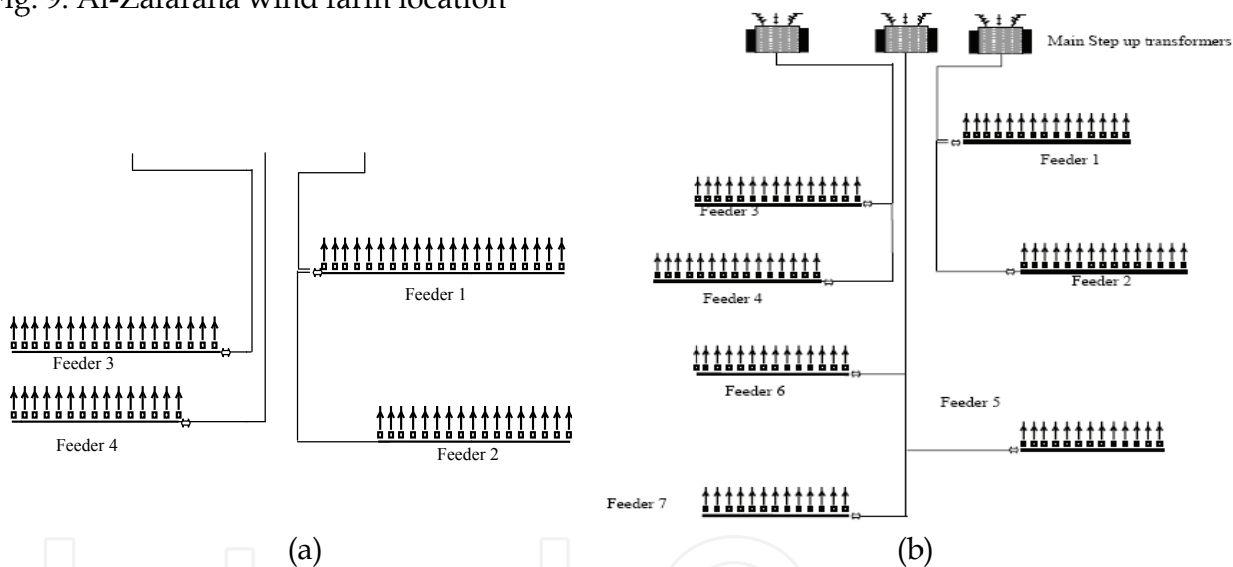 Fig. 9. Al-Zafarana wind farm location
Main Step up transformers
Feeder 1
Feeder 3
Feeder 4
Feeder 2
(a)
Feeder 1
Feeder 3
Feeder 2
Feeder 4
Feeder 6
Feeder 5
Feeder 7
(b)